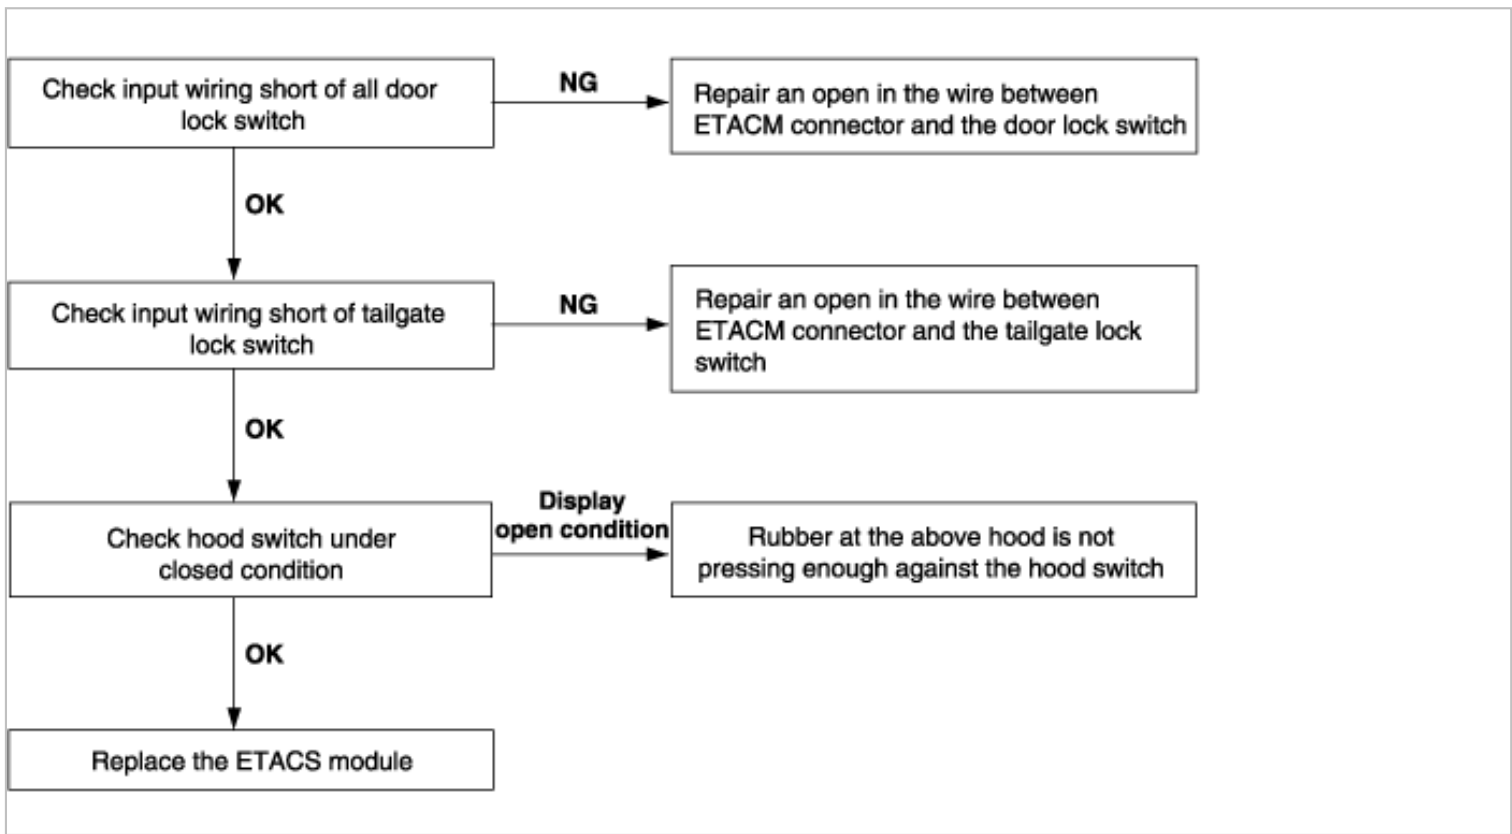 Check input wiring short of all door
lock switch
NG
Repair an open in the wire between
ETACM connector and the door lock switch
OK
Check input wiring short of tailgate
lock switch
NG
Repair an open in the wire between
ETACM connector and the tailgate lock
switch
OK
Check hood switch under
closed condition
Display
open condition
Rubber at the above hood is not
pressing enough against the hood switch
OK
Replace the ETACS module